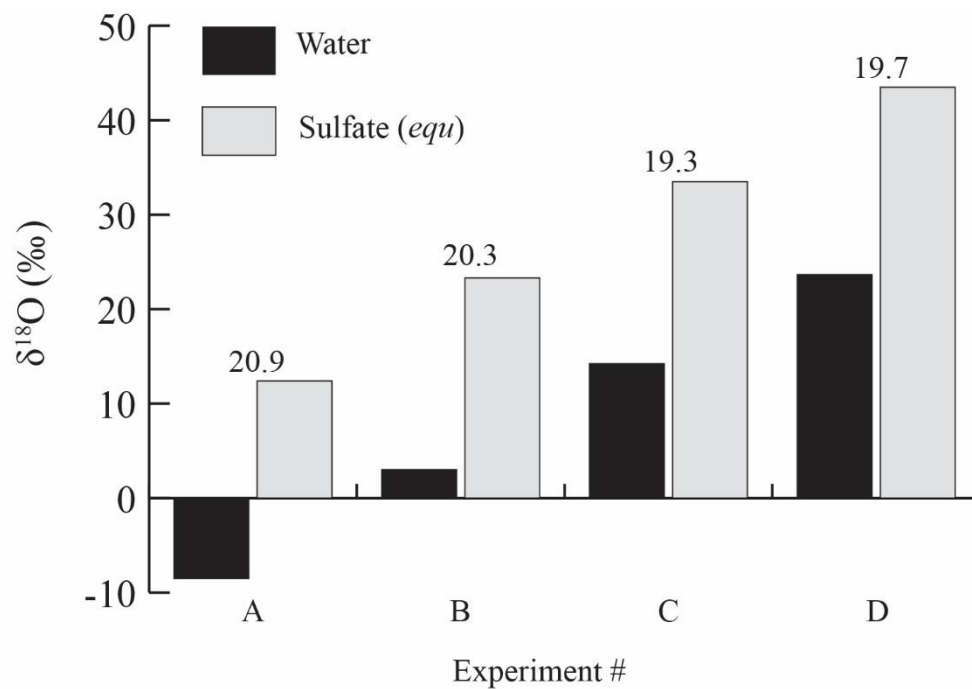 50
40
30
20
10
0
-10
δ¹⁸O (‰)
Water
Sulfate (equ)
20.9
20.3
19.3
19.7
A B C D
Experiment #